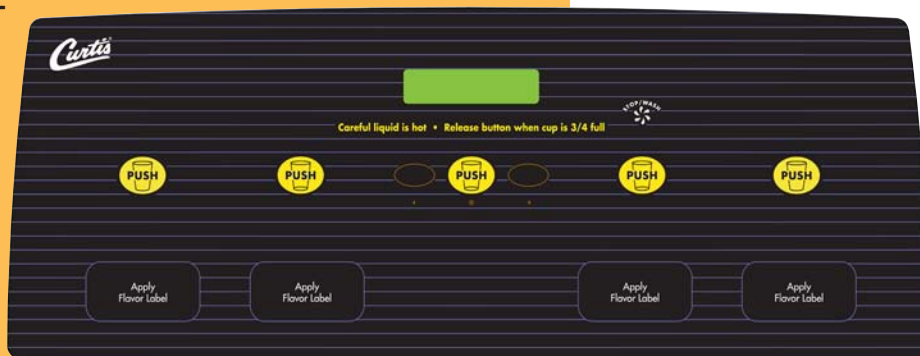 Curtis
STOP/WASH
Careful liquid is hot • Release button when cup is 3/4 full
PUSH
PUSH
PUSH
PUSH
PUSH
Apply
Flavor Label
Apply
Flavor Label
Apply
Flavor Label
Apply
Flavor Label